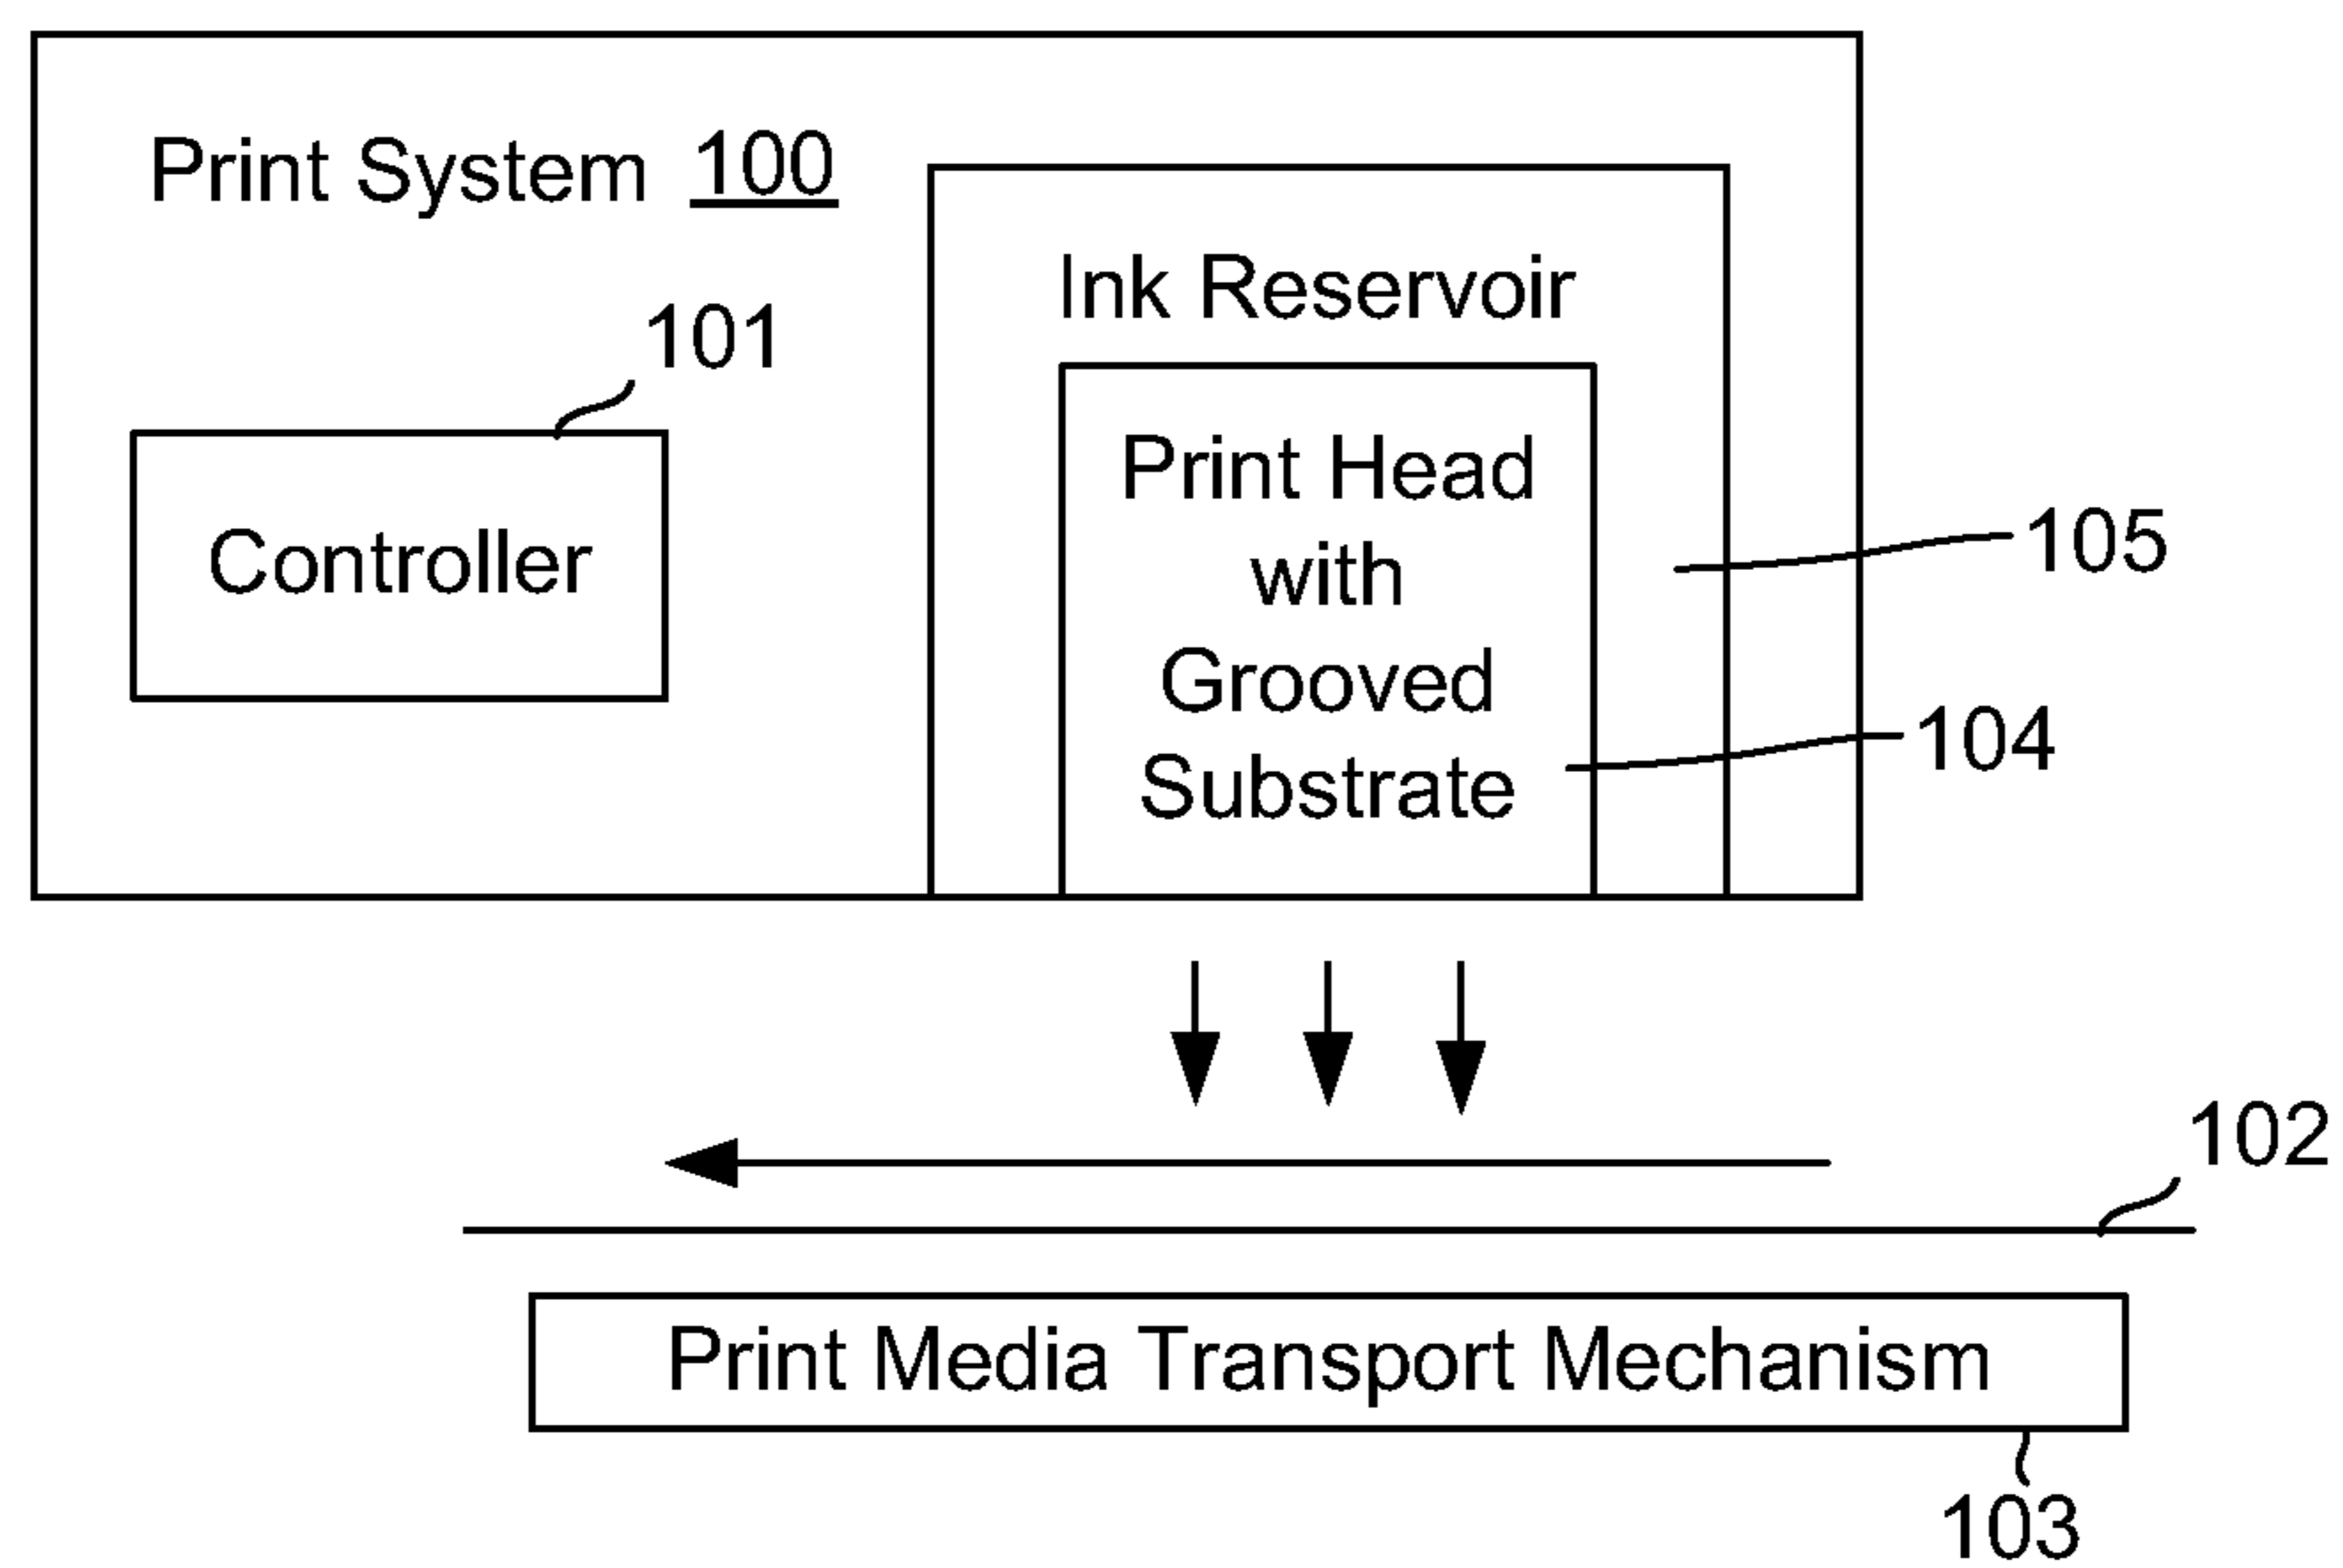 Print System 100
Ink Reservoir
101
Print Head
with
Grooved
Substrate
Controller
105
104
102
Print Media Transport Mechanism
103